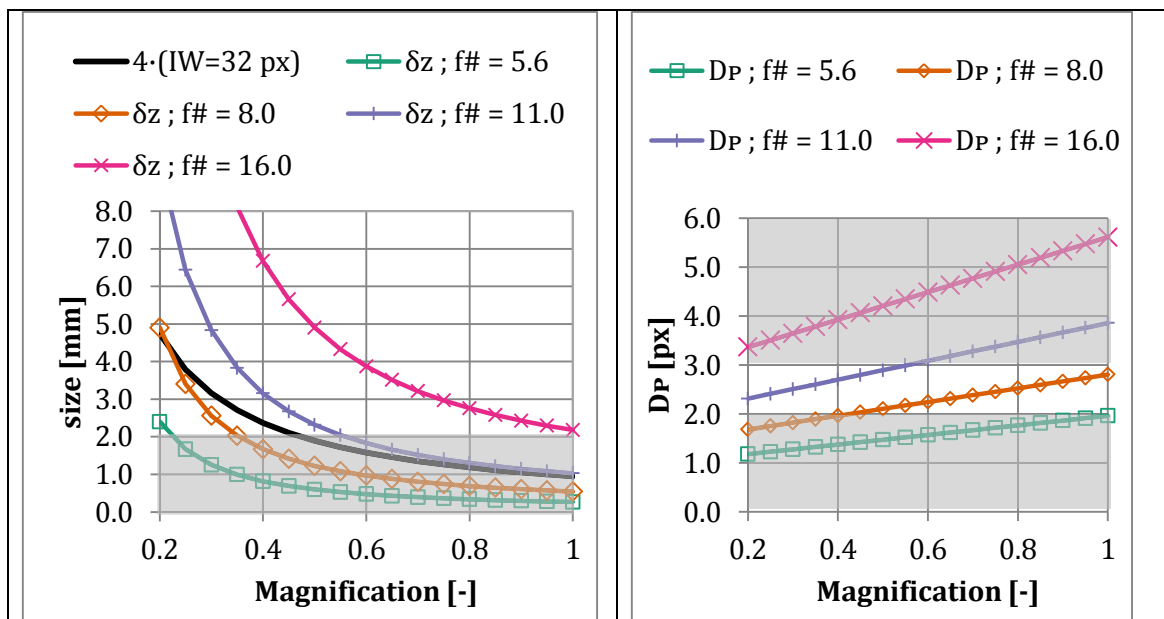 4·(IW=32 px)
δz ; f# = 5.6
δz ; f# = 8.0
δz ; f# = 11.0
δz ; f# = 16.0
size [mm]
8.0
7.0
6.0
5.0
4.0
3.0
2.0
1.0
0.0
0.2
0.4
0.6
0.8
1
Magnification [-]
DP ; f# = 5.6
DP ; f# = 8.0
DP ; f# = 11.0
DP ; f# = 16.0
DP [px]
6.0
5.0
4.0
3.0
2.0
1.0
0.0
0.2
0.4
0.6
0.8
1
Magnification [-]